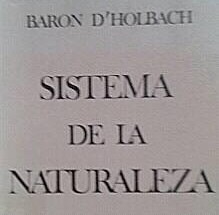 BARON D'HOLBACH
SISTEMA
DE LA
NATURALEZA